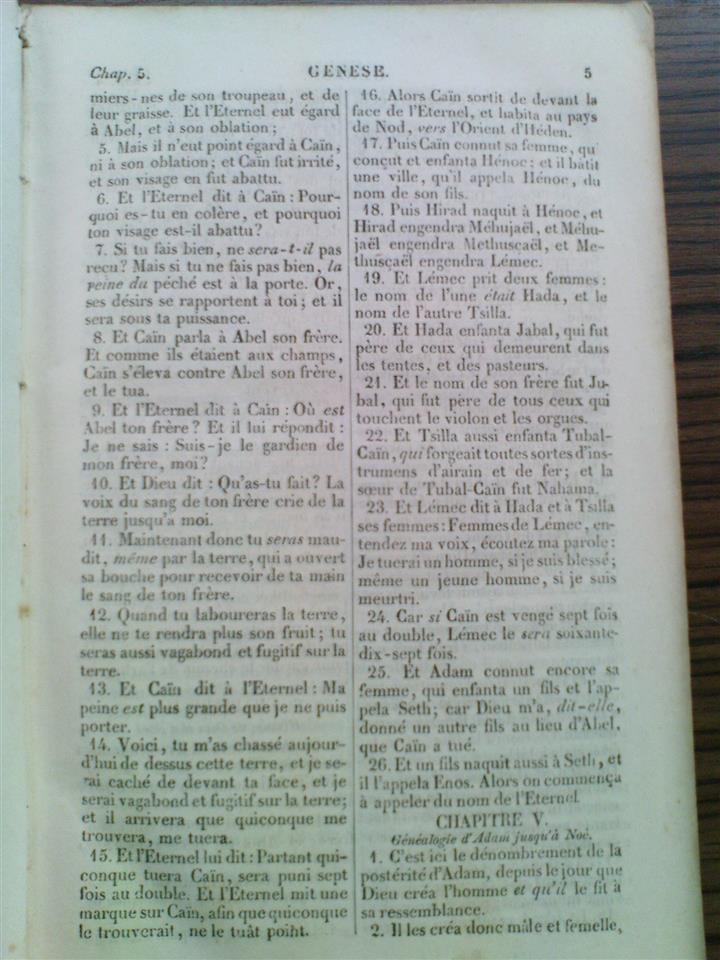 Chap. 5.
GENESE.
5
miers-nes de son troupeau, et de
leur graisse. Et l'Eternel eut égard
à Abel, et à son oblation;
5. Mais il n'eut point égard à Caïn,
ni à son oblation; et Caïn fut irrité,
et son visage en fut abattu.
6. Et l'Eternel dit à Caïn : Pour-
quoi es-tu en colère, et pourquoi
ton visage est-il abattu?
7. Si tu fais bien, ne sera-t-il pas
reçu? Mais si tu ne fais pas bien, la
peine du péché est à la porte. Or,
ses désirs se rapportent à toi; et il
sera sous ta puissance.
8. Et Caïn parla à Abel son frère.
Et comme ils étaient aux champs,
Caïn s'éleva contre Abel son frère,
et le tua.
9. Et l'Eternel dit à Caïn : Où est
Abel ton frère? Et il lui répondit :
Je ne sais : Suis-je le gardien de
mon frère, moi?
10. Et Dieu dit : Qu'as-tu fait? La
voix du sang de ton frère crie de la
terre jusqu'à moi.
11. Maintenant donc tu seras mau-
dit, même par la terre, qui a ouvert
sa bouche pour recevoir de ta main
le sang de ton frère.
12. Quand tu laboureras la terre,
elle ne te rendra plus son fruit; tu
seras aussi vagabond et fugitif sur la
terre.
13. Et Caïn dit à l'Eternel : Ma
peine est plus grande que je ne puis
porter.
14. Voici, tu m'as chassé aujour-
d'hui de dessus cette terre, et je se-
rai caché de devant ta face, et je
serai vagabond et fugitif sur la terre;
et il arrivera que quiconque me
trouvera, me tuera.
15. Et l'Eternel lui dit : Partant qui-
conque tuera Caïn, sera puni sept
fois au double. Et l'Eternel mit une
marque sur Caïn, afin que quiconque
le trouverait, ne le tuât point.
16. Alors Caïn sortit de devant la
face de l'Eternel, et habita au pays
de Nod, vers l'Orient d'Héden.
17. Puis Caïn connut sa femme, qu
conçut et enfanta Hénoc : et il bâtit
une ville, qu'il appela Hénoc, du
nom de son fils.
18. Puis Hirad naquit à Hénoc, et
Hirad engendra Méhujaël, et Méhu-
jaël engendra Methusçaël, et Me-
thusçaël engendra Lémec.
19. Et Lémec prit deux femmes :
le nom de l'une était Hada, et le
nom de l'autre Tsilla.
20. Et Hada enfanta Jabal, qui fut
père de ceux qui demeurent dans
les tentes, et des pasteurs.
21. Et le nom de son frère fut Ju-
bal, qui fut père de tous ceux qui
touchent le violon et les orgues.
22. Et Tsilla aussi enfanta Tubal-
Caïn, qui forgeait toutes sortes d'ins-
trumens d'airain et de fer; et la
sœur de Tubal-Caïn fut Nahama.
23. Et Lémec dit à Hada et à Tsilla
ses femmes : Femmes de Lémec, en-
tendez ma voix, écoutez ma parole :
Je tuerai un homme, si je suis blessé;
même un jeune homme, si je suis
meurtri.
24. Car si Caïn est vengé sept fois
au double, Lémec le sera soixante-
dix-sept fois.
25. Et Adam connut encore sa
femme, qui enfanta un fils et l'ap-
pela Seth; car Dieu m'a, dit-elle,
donné un autre fils au lieu d'Abel,
que Caïn a tué.
26. Et un fils naquit aussi à Seth, et
il l'appela Enos. Alors on commença
à appeler du nom de l'Eternel.
CHAPITRE V.
Généalogie d'Adam jusqu'à Noé.
1. C'est ici le dénombrement de la
postérité d'Adam, depuis le jour que
Dieu créa l'homme et qu'il le fit à
sa ressemblance.
2. Il les créa donc mâle et femelle,